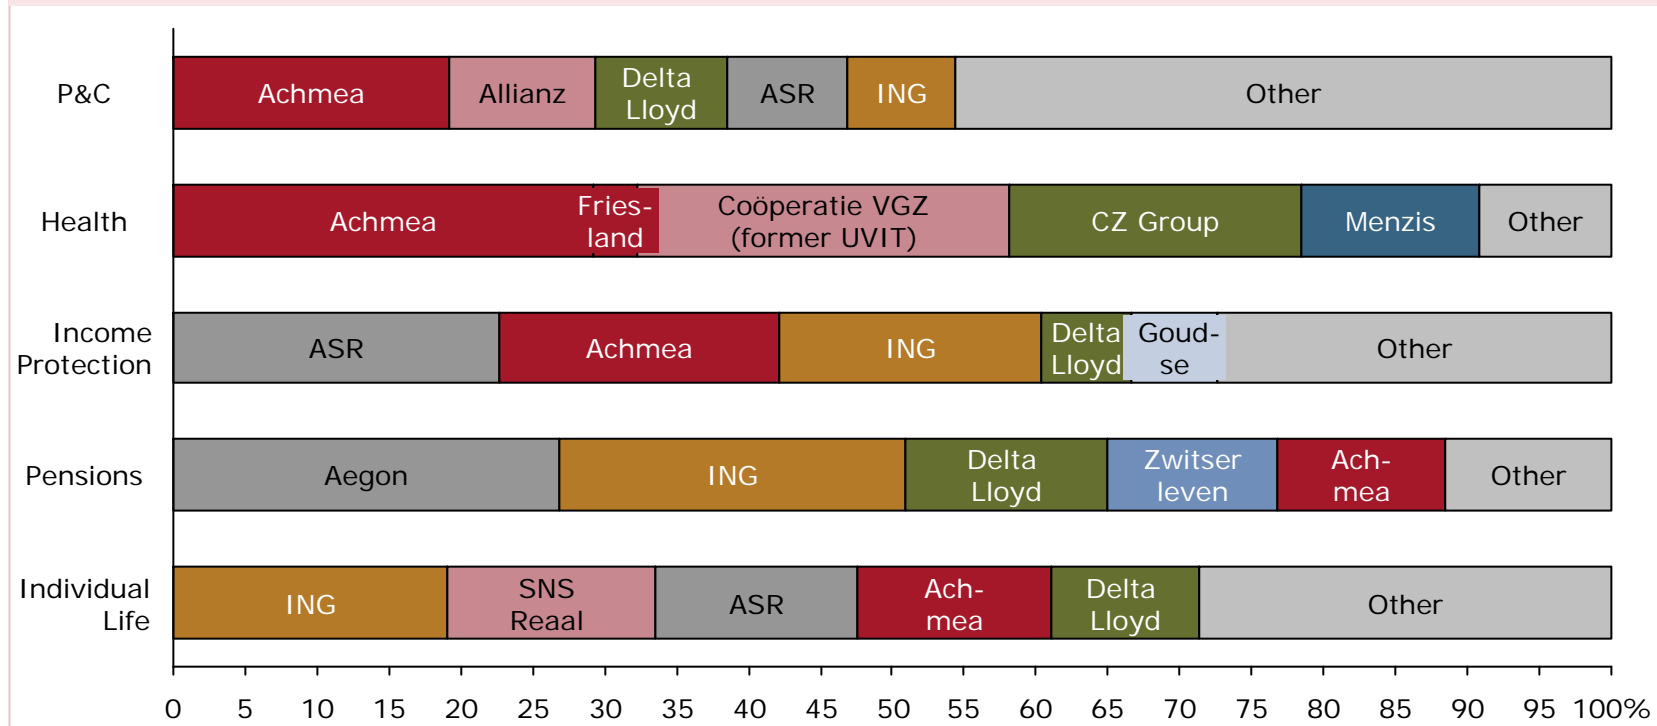 P&C
Achmea
Allianz
Delta
Lloyd
ASR
ING
Other
Health
Achmea
Fries-
land
Coöperatie VGZ
(former UVIT)
CZ Group
Menzis
Other
Income
Protection
ASR
Achmea
ING
Delta
Lloyd
Goud-
se
Other
Pensions
Aegon
ING
Delta
Lloyd
Zwitser
leven
Ach-
mea
Other
Individual
Life
ING
SNS
Reaal
ASR
Ach-
mea
Delta
Lloyd
Other
0 5 10 15 20 25 30 35 40 45 50 55 60 65 70 75 80 85 90 95 100%